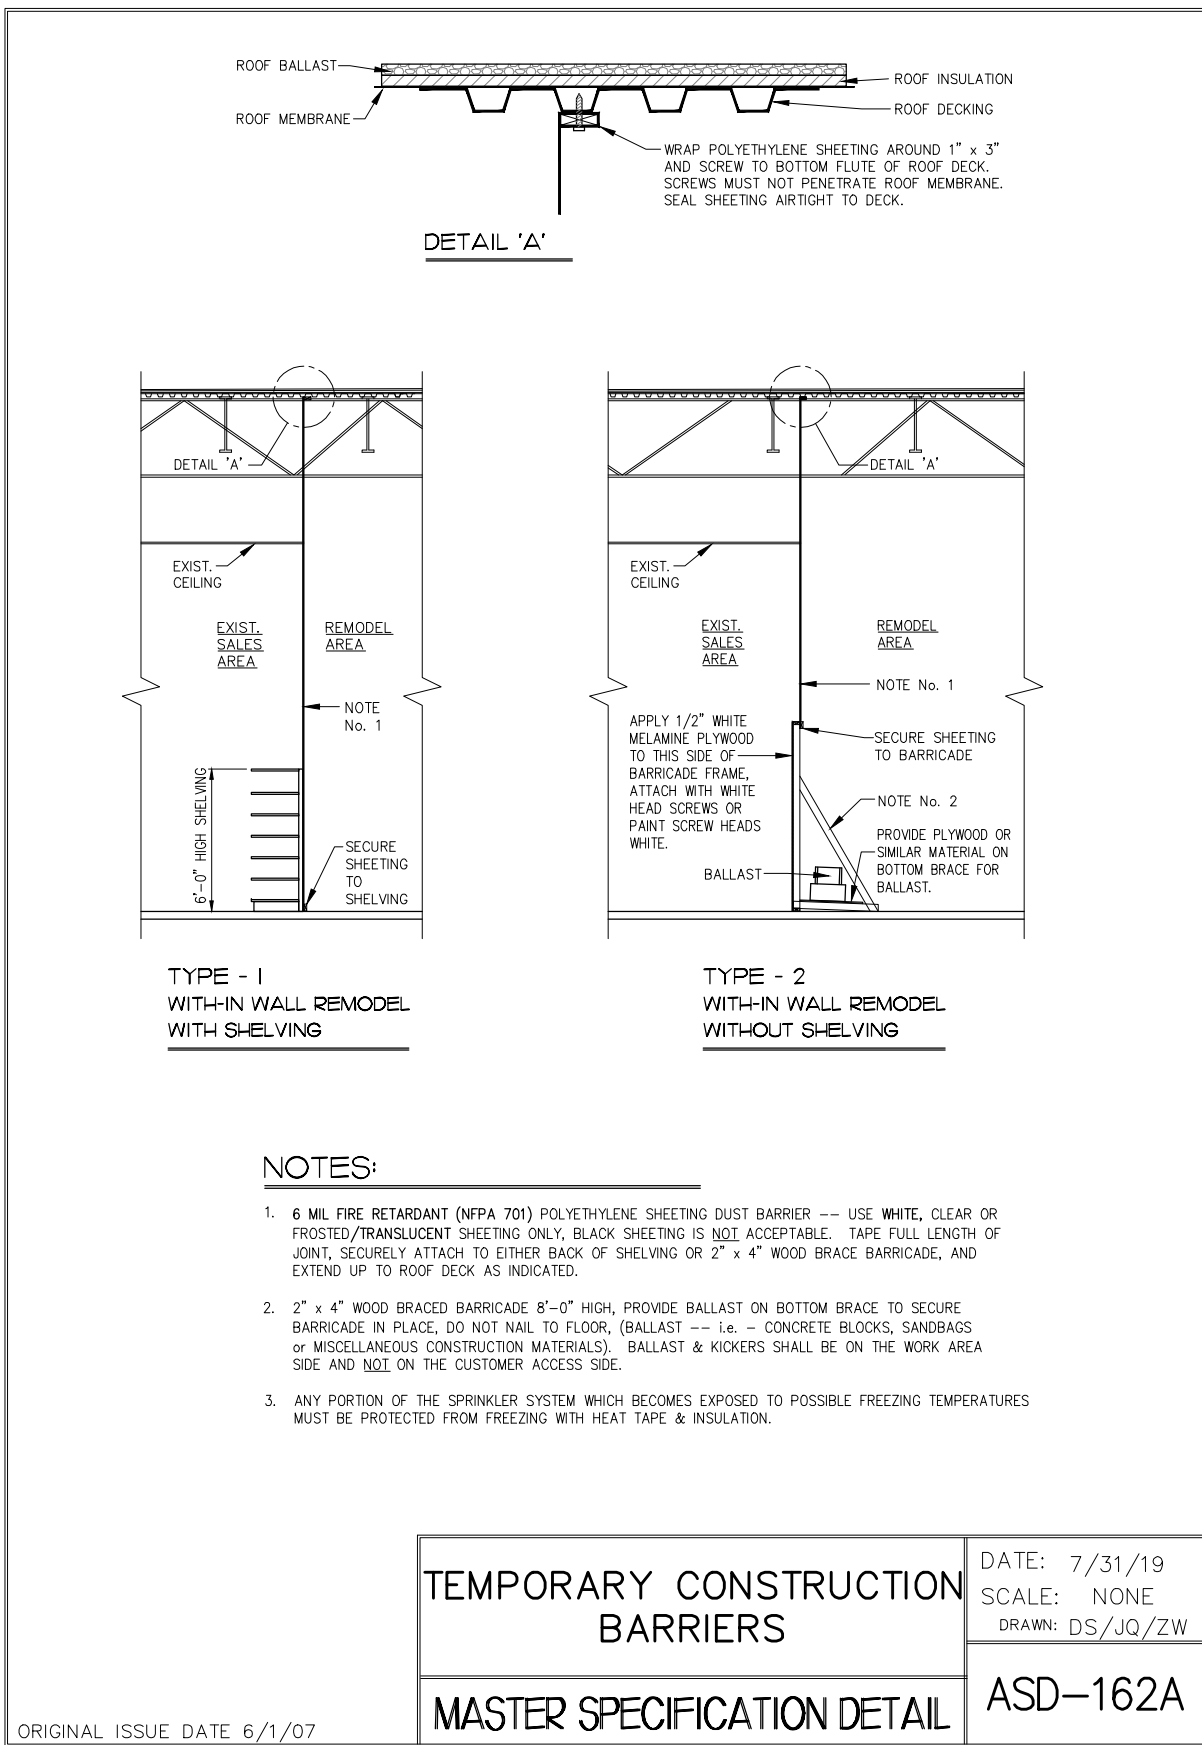 ROOF BALLAST
ROOF MEMBRANE
ROOF INSULATION
ROOF DECKING
WRAP POLYETHYLENE SHEETING AROUND 1" x 3"
AND SCREW TO BOTTOM FLUTE OF ROOF DECK.
SCREWS MUST NOT PENETRATE ROOF MEMBRANE.
SEAL SHEETING AIRTIGHT TO DECK.
DETAIL 'A'
DETAIL 'A'
EXIST.
CEILING
EXIST.
SALES
AREA
REMODEL
AREA
NOTE
No. 1
6'-0" HIGH SHELVING
SECURE
SHEETING
TO
SHELVING
TYPE - 1
WITH-IN WALL REMODEL
WITH SHELVING
DETAIL 'A'
EXIST.
CEILING
EXIST.
SALES
AREA
REMODEL
AREA
NOTE No. 1
APPLY 1/2" WHITE
MELAMINE PLYWOOD
TO THIS SIDE OF
BARRICADE FRAME,
ATTACH WITH WHITE
HEAD SCREWS OR
PAINT SCREW HEADS
WHITE.
SECURE SHEETING
TO BARRICADE
NOTE No. 2
PROVIDE PLYWOOD OR
SIMILAR MATERIAL ON
BOTTOM BRACE FOR
BALLAST.
BALLAST
TYPE - 2
WITH-IN WALL REMODEL
WITHOUT SHELVING
NOTES:
1. 6 MIL FIRE RETARDANT (NFPA 701) POLYETHYLENE SHEETING DUST BARRIER -- USE WHITE, CLEAR OR
FROSTED/TRANSLUCENT SHEETING ONLY, BLACK SHEETING IS NOT ACCEPTABLE. TAPE FULL LENGTH OF
JOINT, SECURELY ATTACH TO EITHER BACK OF SHELVING OR 2" x 4" WOOD BRACE BARRICADE, AND
EXTEND UP TO ROOF DECK AS INDICATED.
2. 2" x 4" WOOD BRACED BARRICADE 8'-0" HIGH, PROVIDE BALLAST ON BOTTOM BRACE TO SECURE
BARRICADE IN PLACE, DO NOT NAIL TO FLOOR, (BALLAST -- i.e. - CONCRETE BLOCKS, SANDBAGS
or MISCELLANEOUS CONSTRUCTION MATERIALS). BALLAST & KICKERS SHALL BE ON THE WORK AREA
SIDE AND NOT ON THE CUSTOMER ACCESS SIDE.
3. ANY PORTION OF THE SPRINKLER SYSTEM WHICH BECOMES EXPOSED TO POSSIBLE FREEZING TEMPERATURES
MUST BE PROTECTED FROM FREEZING WITH HEAT TAPE & INSULATION.
TEMPORARY CONSTRUCTION
BARRIERS
MASTER SPECIFICATION DETAIL
DATE: 7/31/19
SCALE: NONE
DRAWN: DS/JQ/ZW
ASD-162A
ORIGINAL ISSUE DATE 6/1/07